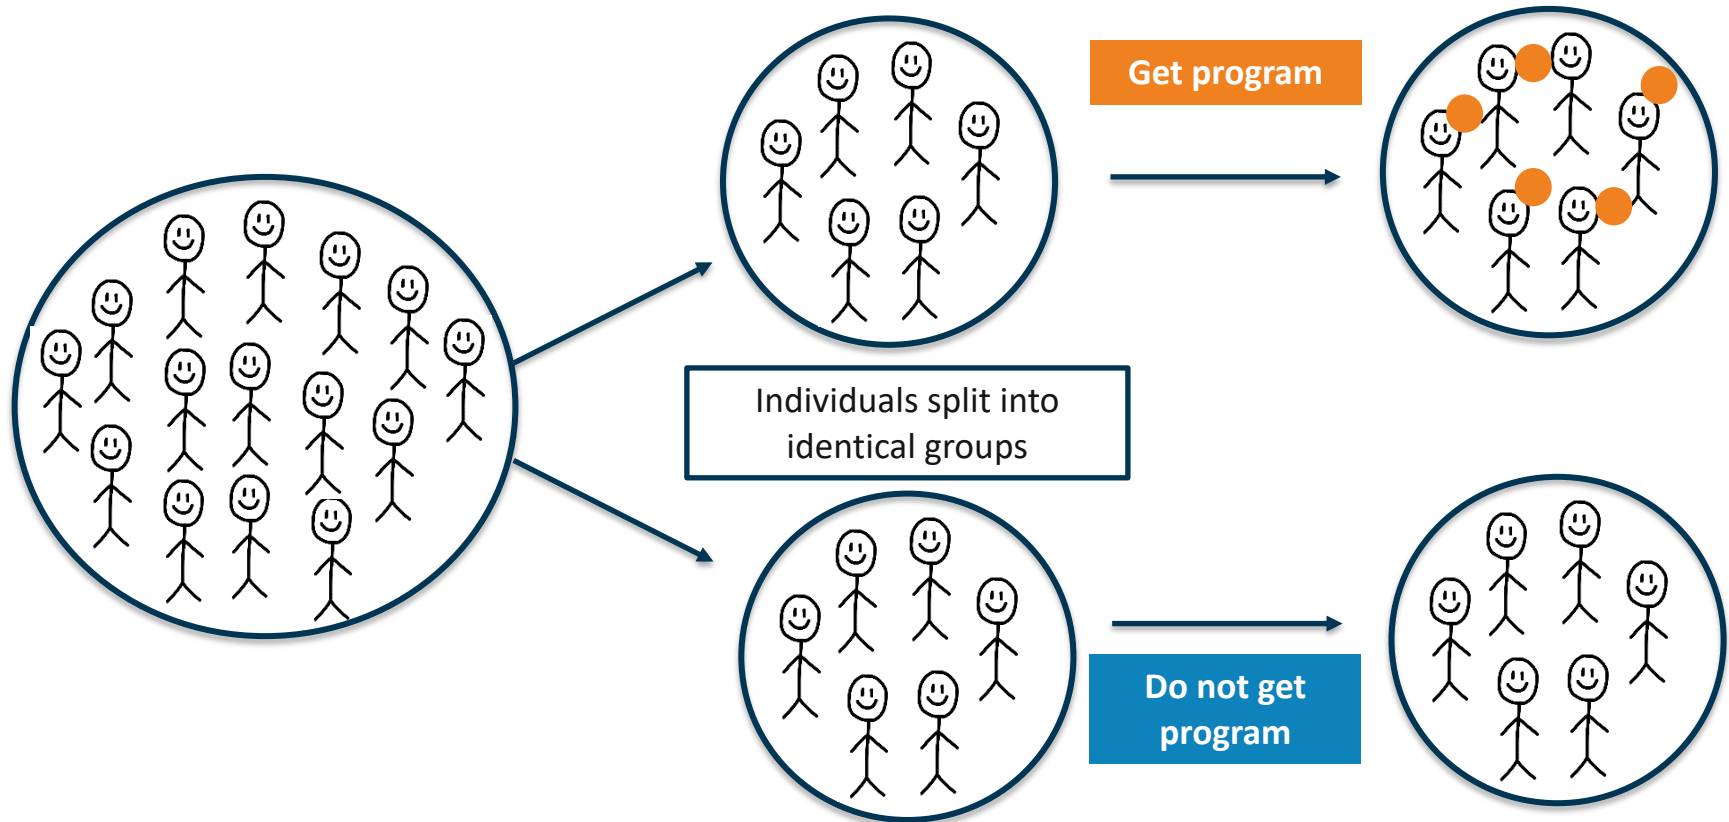 Get program
Individuals split into
identical groups
Do not get
program